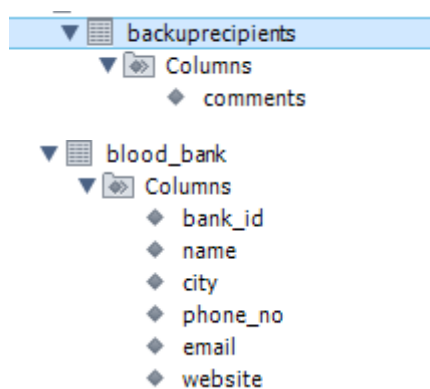 backuprecipients
Columns
comments
blood_bank
Columns
bank_id
name
city
phone_no
email
website